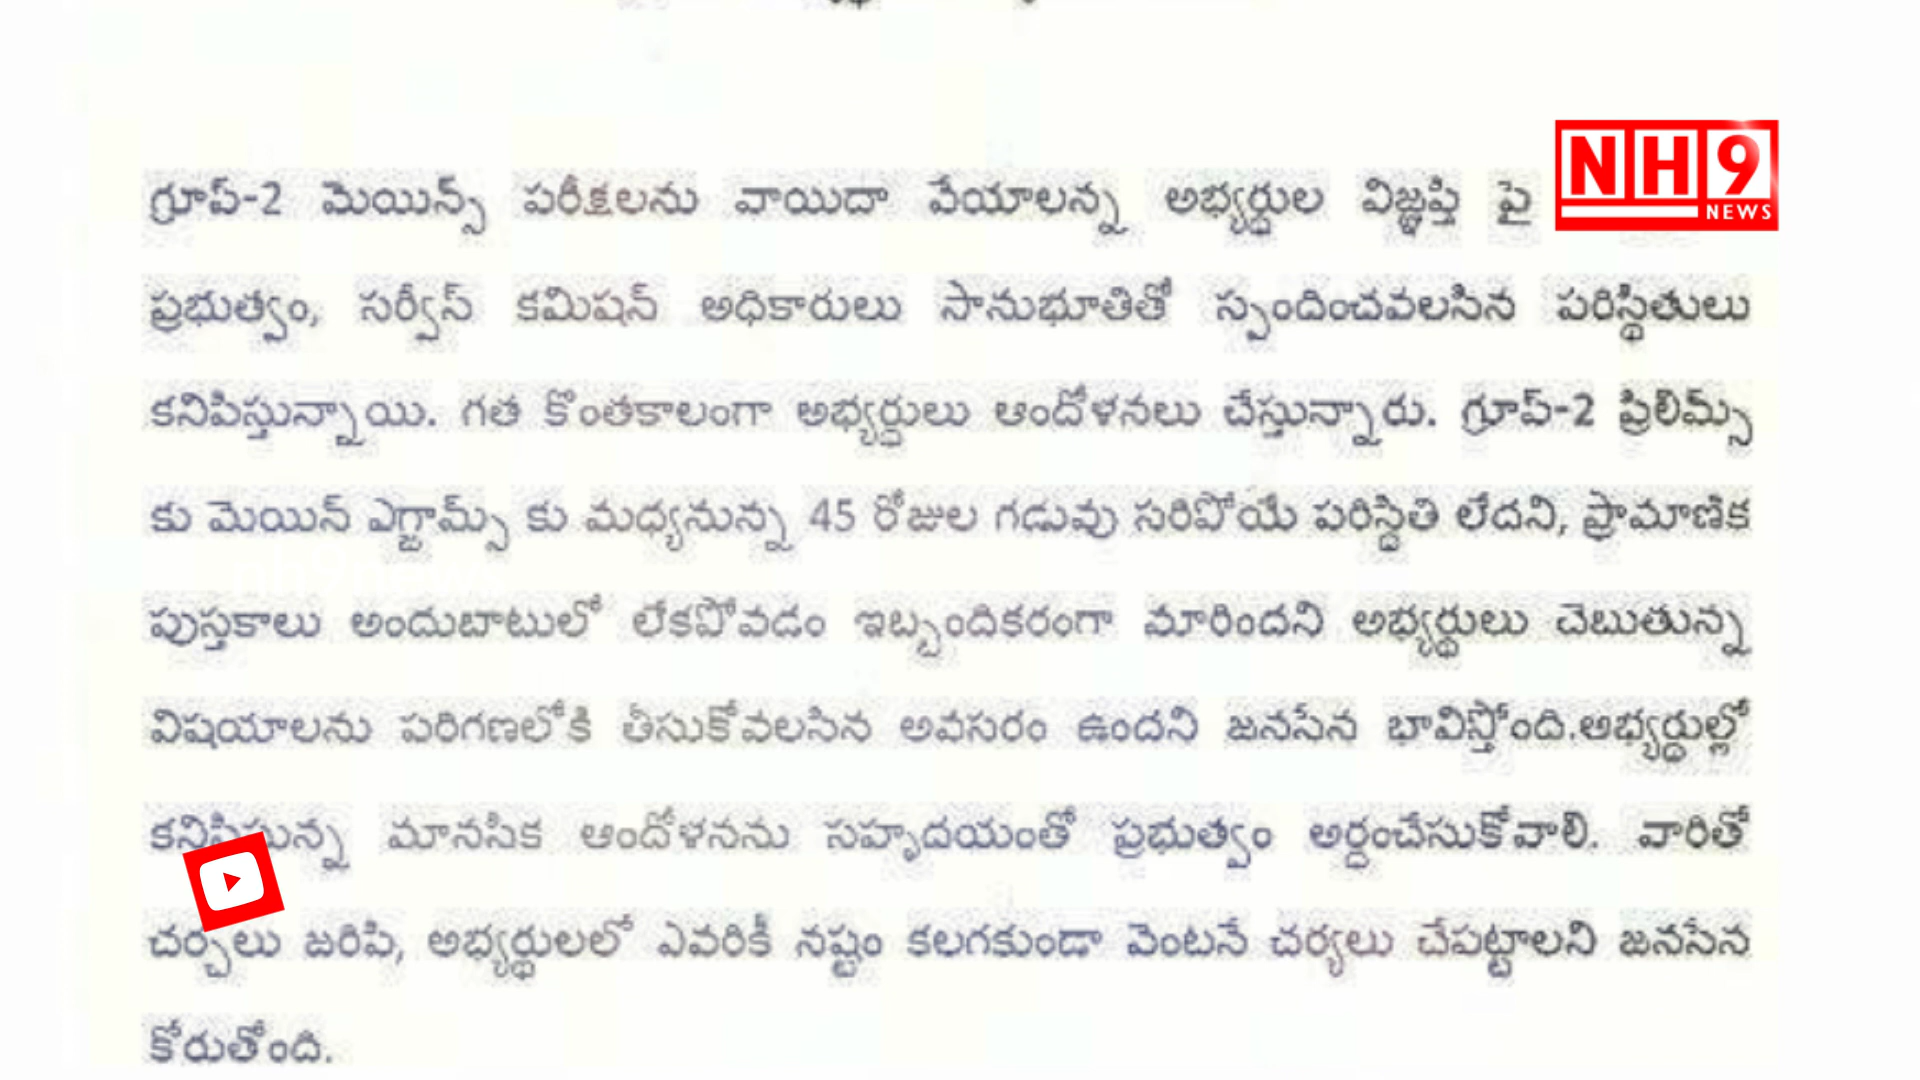 NH9
NEWS
గ్రూప్-2 మెయిన్స్ పరీక్షలను వాయిదా వేయాలన్న అభ్యర్ధుల విజ్ఞప్తి పై
ప్రభుత్వం, సర్వీస్ కమిషన్ అధికారులు సానుభూతితో స్పందించవలసిన పరిస్థితులు
కనిపిస్తున్నాయి. గత కొంతకాలంగా అభ్యర్ధులు ఆందోళనలు చేస్తున్నారు. గ్రూప్-2 ప్రిలిమ్స్
కు మెయిన్ ఎగ్జామ్స్ కు మధ్యనున్న 45 రోజుల గడువు సరిపోయే పరిస్దితి లేదని, ప్రామాణిక
nh9news
పుస్తకాలు అందుబాటులో లేకపోవడం ఇబ్బందికరంగా మారిందని అభ్యర్థులు చెబుతున్న
విషయాలను పరిగణలోకి తీసుకోవలసిన అవసరం ఉందని జనసేన భావిస్తోంది.అభ్యర్థుల్లో
కనిపిస్తున్న మానసిక ఆందోళనను సహృదయంతో ప్రభుత్వం అర్ధంచేసుకోవాలి. వారితో
చర్చలు జరిపి, అభ్యర్థులలో ఎవరికీ నష్టం కలగకుండా వెంటనే చర్యలు చేపట్టాలని జనసేన
కోరుతోంది.